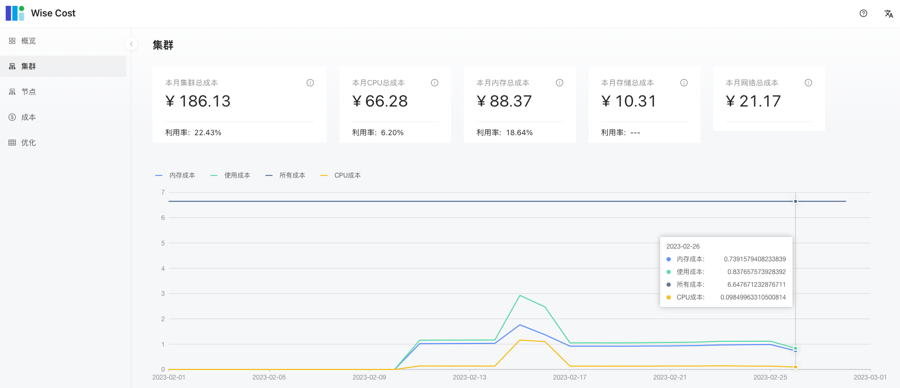 Wise Cost
概览
集群
节点
成本
优化
集群
本月集群总成本
¥ 186.13
利用率: 22.43%
本月CPU总成本
¥ 66.28
利用率: 6.20%
本月内存总成本
¥ 88.37
利用率: 18.64%
本月存储总成本
¥ 10.31
利用率: ---
本月网络总成本
¥ 21.17
内存成本 使用成本 所有成本 CPU成本
7
6
5
4
3
2
1
0
2023-02-26
内存成本: 0.7391579408233839
使用成本: 0.837657573928392
所有成本: 6.647671232876711
CPU成本: 0.09849963310500814
2023-02-01 2023-02-05 2023-02-09 2023-02-13 2023-02-17 2023-02-21 2023-02-25 2023-03-01